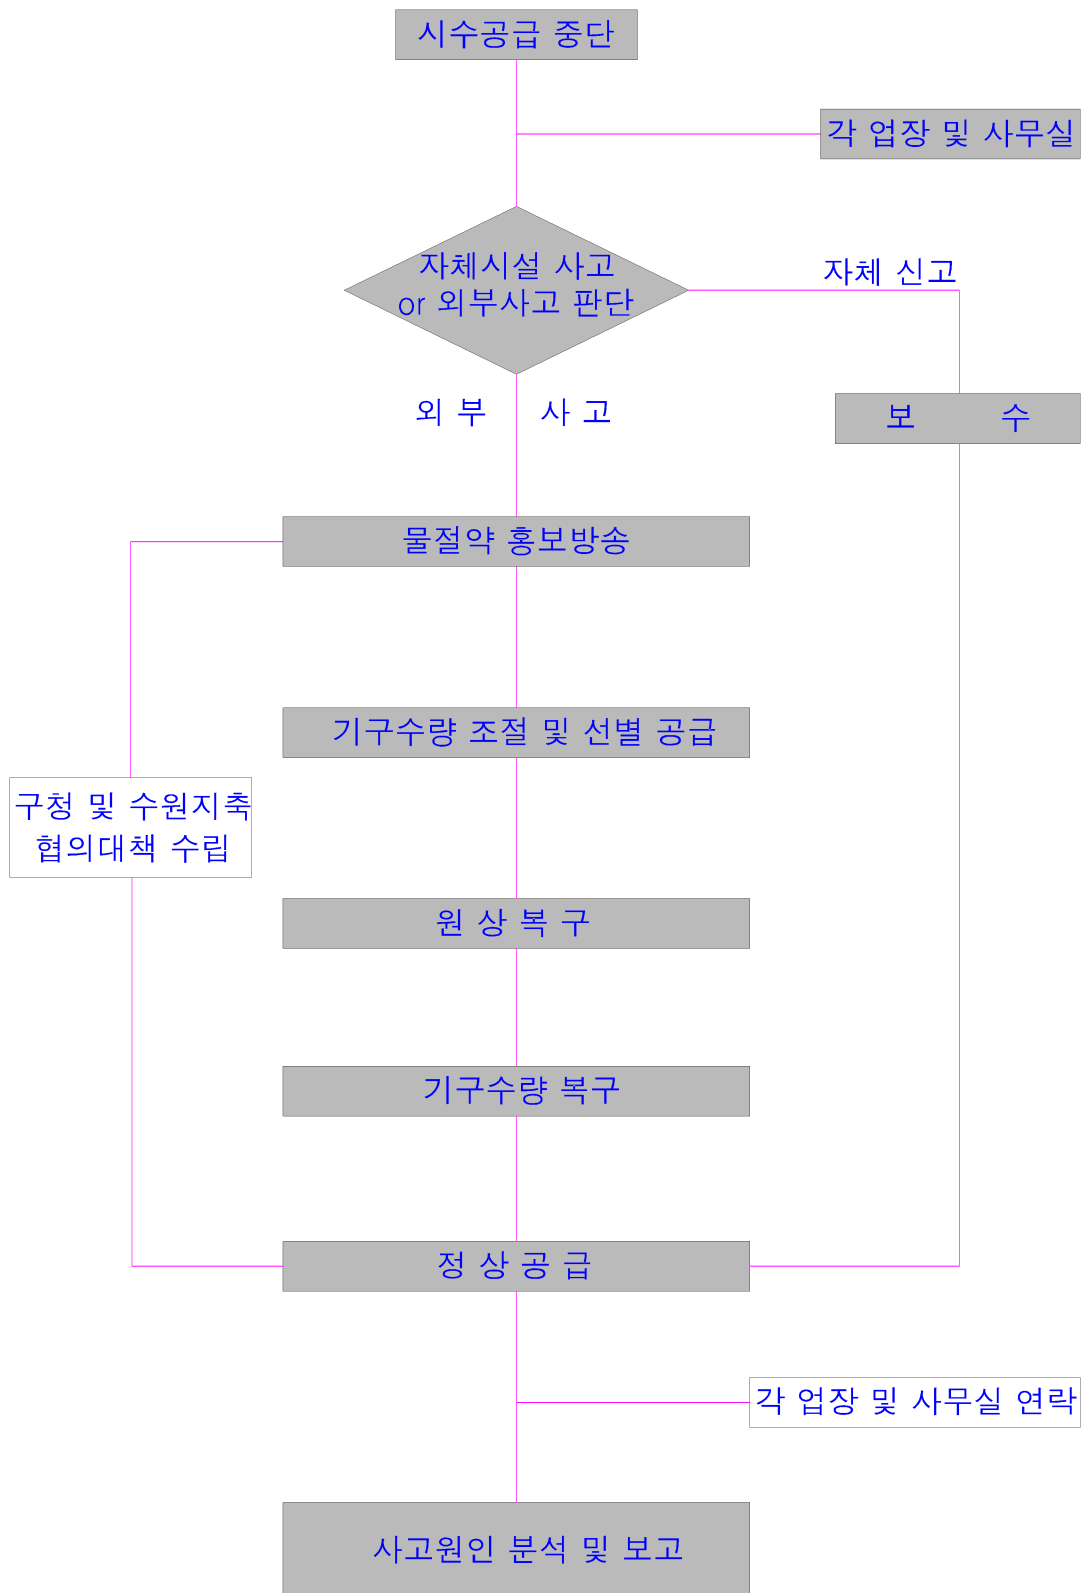 시수공급 중단
각 업장 및 사무실
자체시설 사고
or 외부사고 판단
자체 신고
외 부 사 고
보 수
물절약 홍보방송
기구수량 조절 및 선별 공급
구청 및 수원지축
협의대책 수립
원 상 복 구
기구수량 복구
정 상 공 급
각 업장 및 사무실 연락
사고원인 분석 및 보고